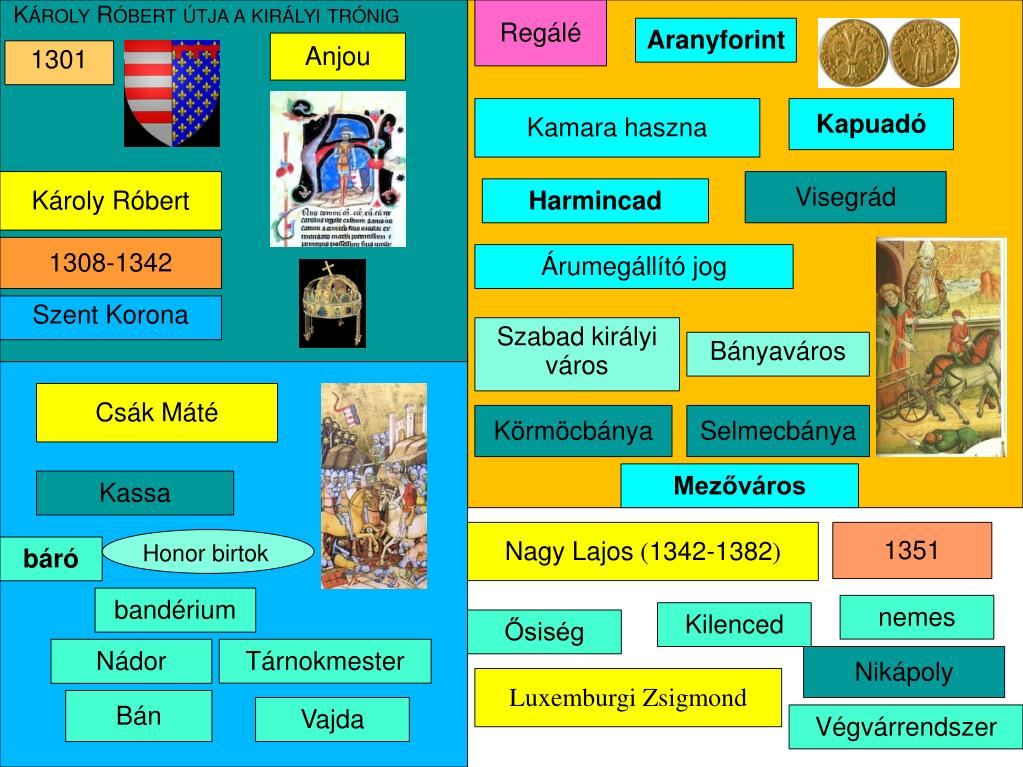 KÁROLY RÓBERT ÚTJA A KIRÁLYI TRÓNIG
1301
Anjou
Károly Róbert
1308-1342
Szent Korona
Csák Máté
Kassa
báró
Honor birtok
bandérium
Nádor
Tárnokmester
Bán
Vajda
Regálé
Aranyforint
Kamara haszna
Kapuadó
Harmincad
Visegrád
Árumegállító jog
Szabad királyi
város
Bányaváros
Körmöcbánya
Selmecbánya
Mezőváros
Nagy Lajos (1342-1382)
1351
Ősiség
Kilenced
nemes
Nikápoly
Luxemburgi Zsigmond
Végvárrendszer